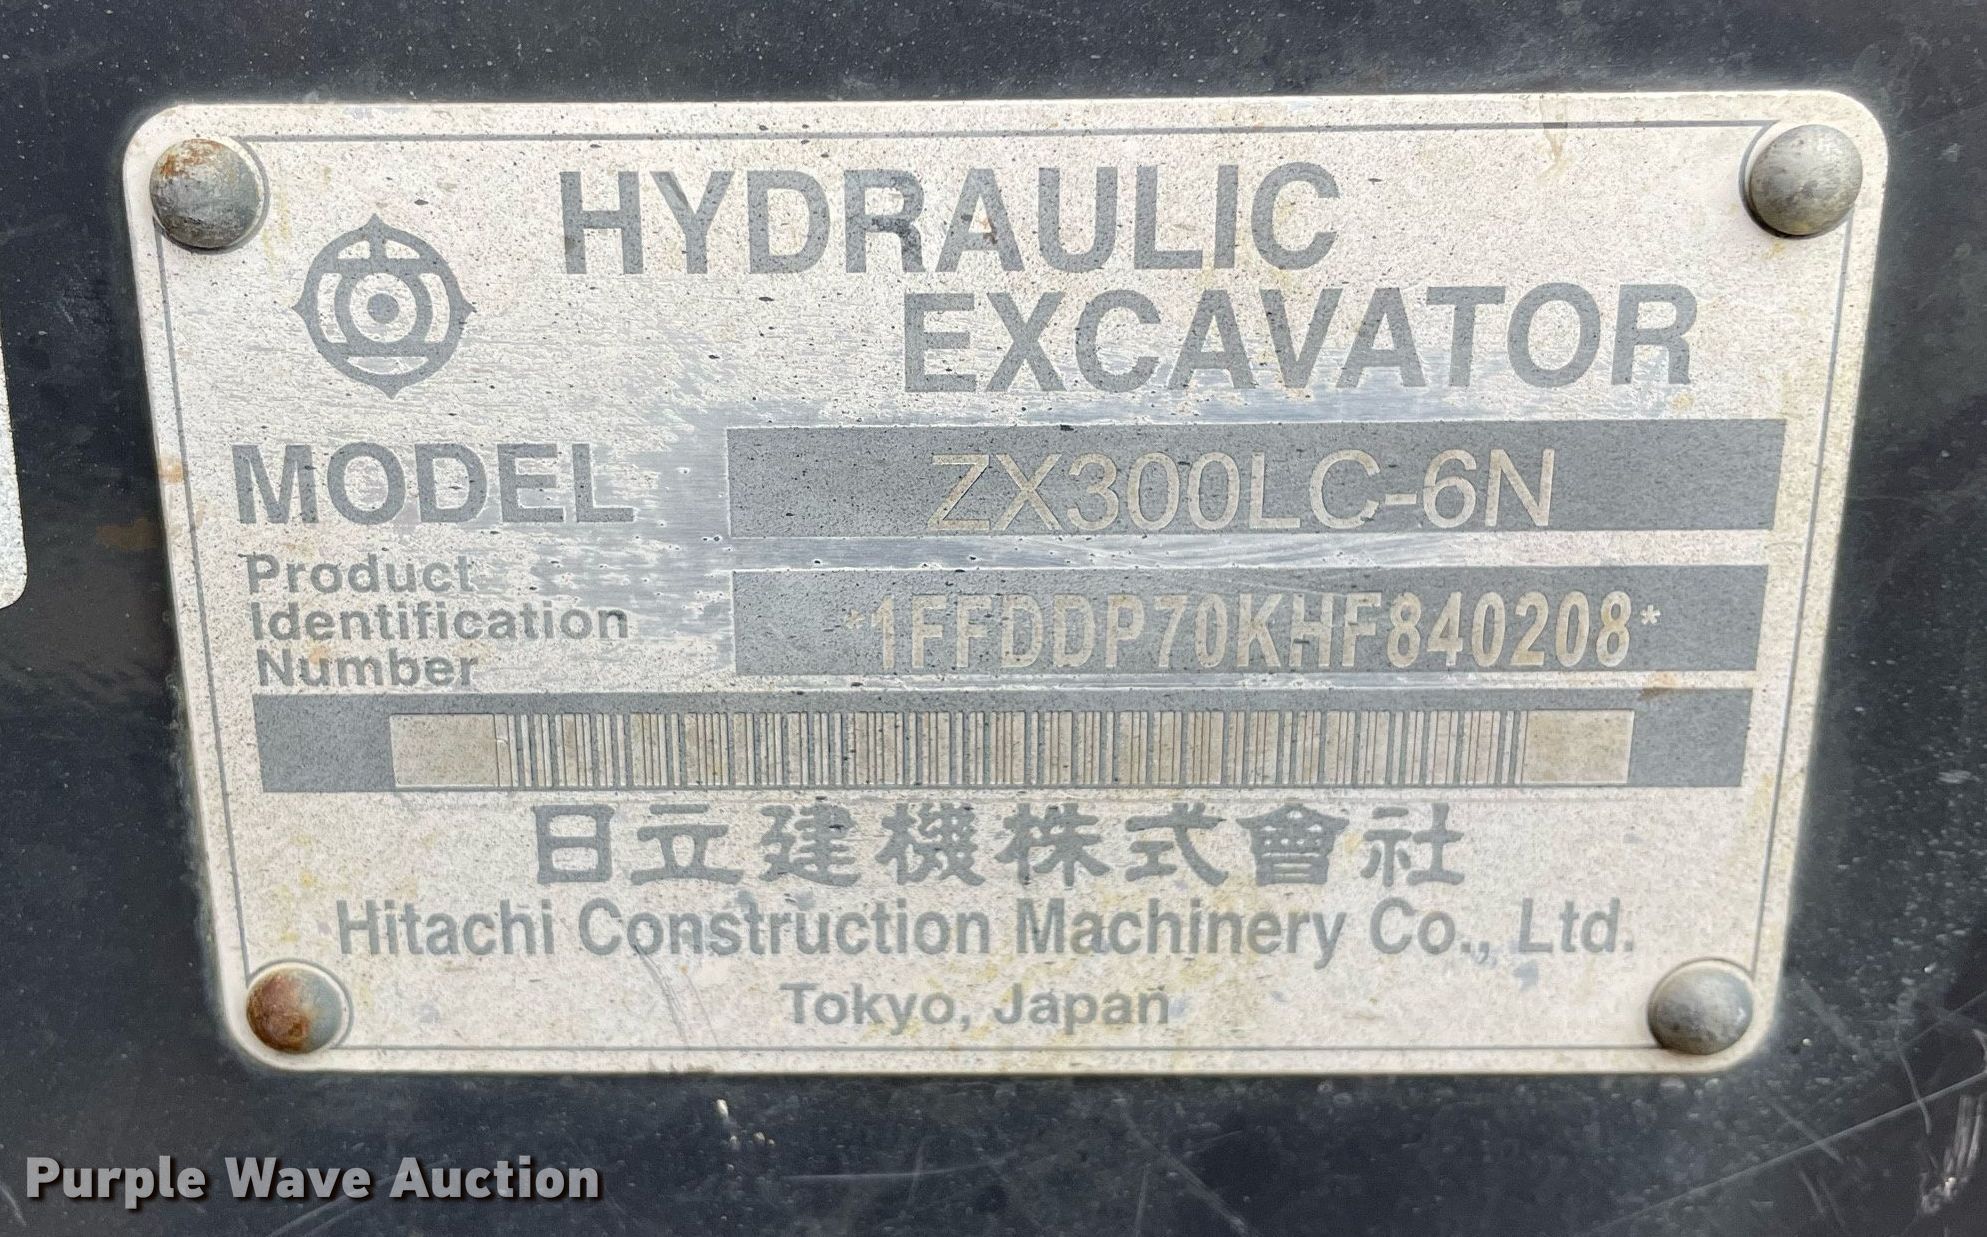 HYDRAULIC
EXCAVATOR
MODEL ZX300LC-6N
Product
Identification
Number
*1FFDDP70KHF840208*
日立建機株式會社
Hitachi Construction Machinery Co., Ltd.
Tokyo, Japan
Purple Wave Auction